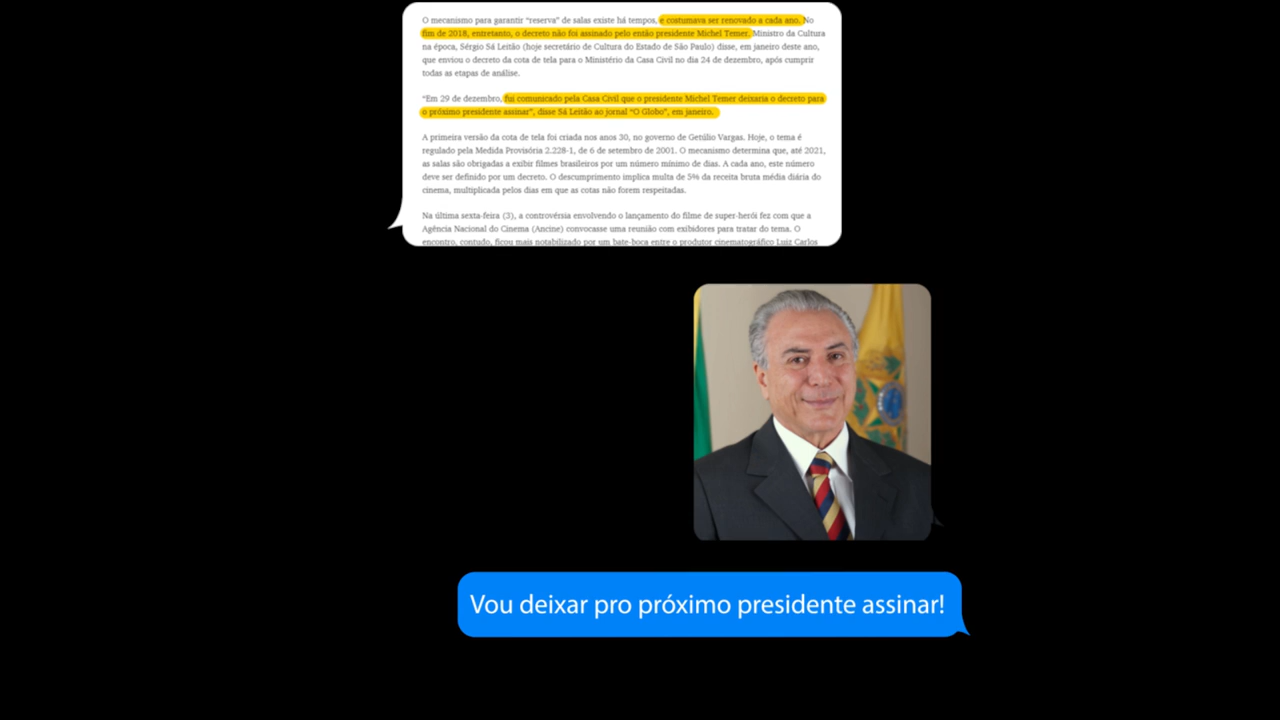 O mecanismo para garantir “reserva” de salas existe há tempos, e costumava ser renovado a cada ano. No
fim de 2018, entretanto, o decreto não foi assinado pelo então presidente Michel Temer. Ministro da Cultura
na época, Sérgio Sá Leitão (hoje secretário de Cultura do Estado de São Paulo) disse, em janeiro deste ano,
que enviou o decreto da cota de tela para o Ministério da Casa Civil no dia 24 de dezembro, após cumprir
todas as etapas de análise.
“Em 29 de dezembro, fui comunicado pela Casa Civil que o presidente Michel Temer deixaria o decreto para
o próximo presidente assinar”, disse Sá Leitão ao jornal “O Globo”, em janeiro.
A primeira versão da cota de tela foi criada nos anos 30, no governo de Getúlio Vargas. Hoje, o tema é
regulado pela Medida Provisória 2.228-1, de 6 de setembro de 2001. O mecanismo determina que, até 2021,
as salas são obrigadas a exibir filmes brasileiros por um número mínimo de dias. A cada ano, este número
deve ser definido por um decreto. O descumprimento implica multa de 5% da receita bruta média diária do
cinema, multiplicada pelos dias em que as cotas não forem respeitadas.
Na última sexta-feira (3), a controvérsia envolvendo o lançamento do filme de super-herói fez com que a
Agência Nacional do Cinema (Ancine) convocasse uma reunião com exibidores para tratar do tema. O
encontro, contudo, ficou mais notabilizado por um bate-boca entre o produtor cinematográfico Luiz Carlos
Vou deixar pro próximo presidente assinar!